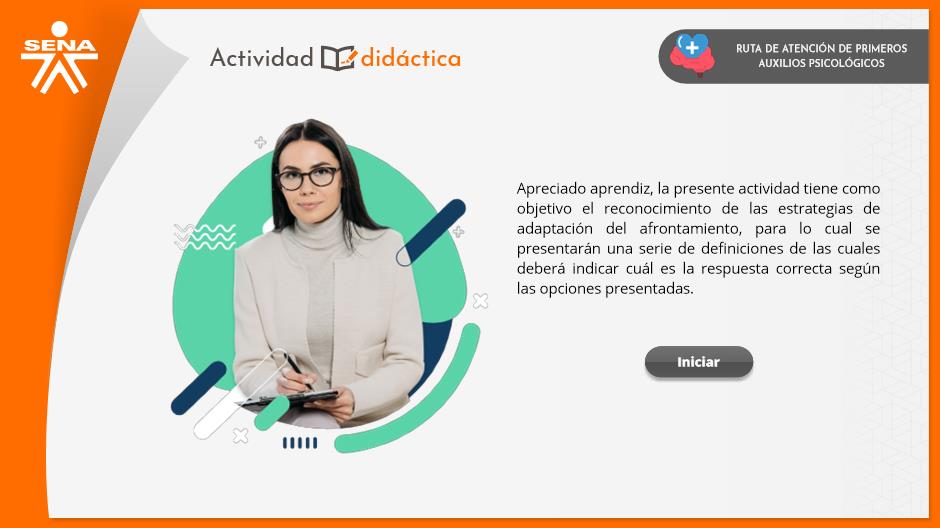 SENA
Actividad didáctica
RUTA DE ATENCIÓN DE PRIMEROS
AUXILIOS PSICOLÓGICOS
Apreciado aprendiz, la presente actividad tiene como
objetivo el reconocimiento de las estrategias de
adaptación del afrontamiento, para lo cual se
presentarán una serie de definiciones de las cuales
deberá indicar cuál es la respuesta correcta según
las opciones presentadas.
Iniciar